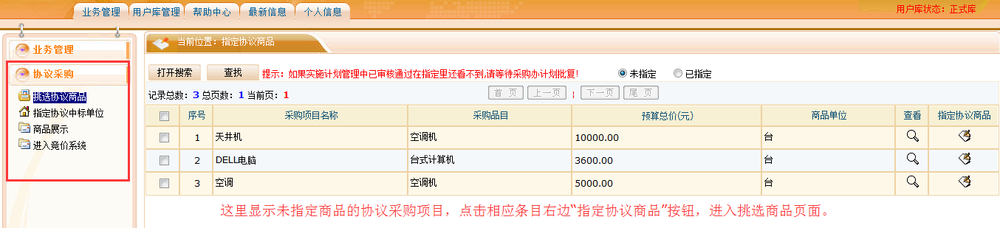 业务管理 用户库管理 帮助中心 最新信息 个人信息 用户库状态：正式库
业务管理
协议采购
挑选协议商品
指定协议中标单位
商品展示
进入竞价系统
当前位置：指定协议商品
打开搜索 查找 提示：如果实施计划管理中已审核通过在指定里还看不到,请等待采购办计划批复! 未指定 已指定
记录总数：3 总页数：1 当前页：1 首 页 上一页 ¦ 下一页 尾 页
序号 采购项目名称 采购品目 预算总价(元) 商品单位 查看 指定协议商品
1 天井机 空调机 10000.00 台
2 DELL电脑 台式计算机 3600.00 台
3 空调 空调机 5000.00 台
这里显示未指定商品的协议采购项目，点击相应条目右边“指定协议商品”按钮，进入挑选商品页面。